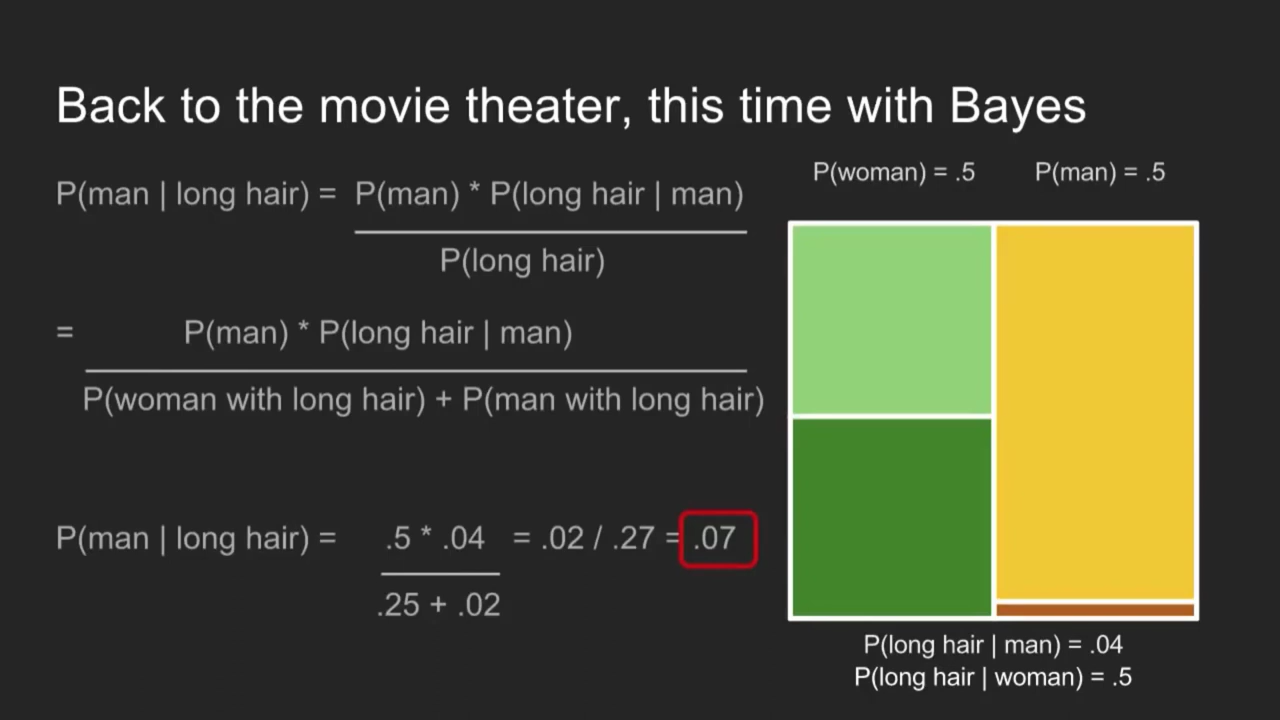 Back to the movie theater, this time with Bayes
P(man | long hair) = P(man) * P(long hair | man)
P(long hair)
= P(man) * P(long hair | man)
P(woman with long hair) + P(man with long hair)
P(man | long hair) = .5 * .04 = .02 / .27 = .07
.25 + .02
P(woman) = .5 P(man) = .5
P(long hair | man) = .04
P(long hair | woman) = .5